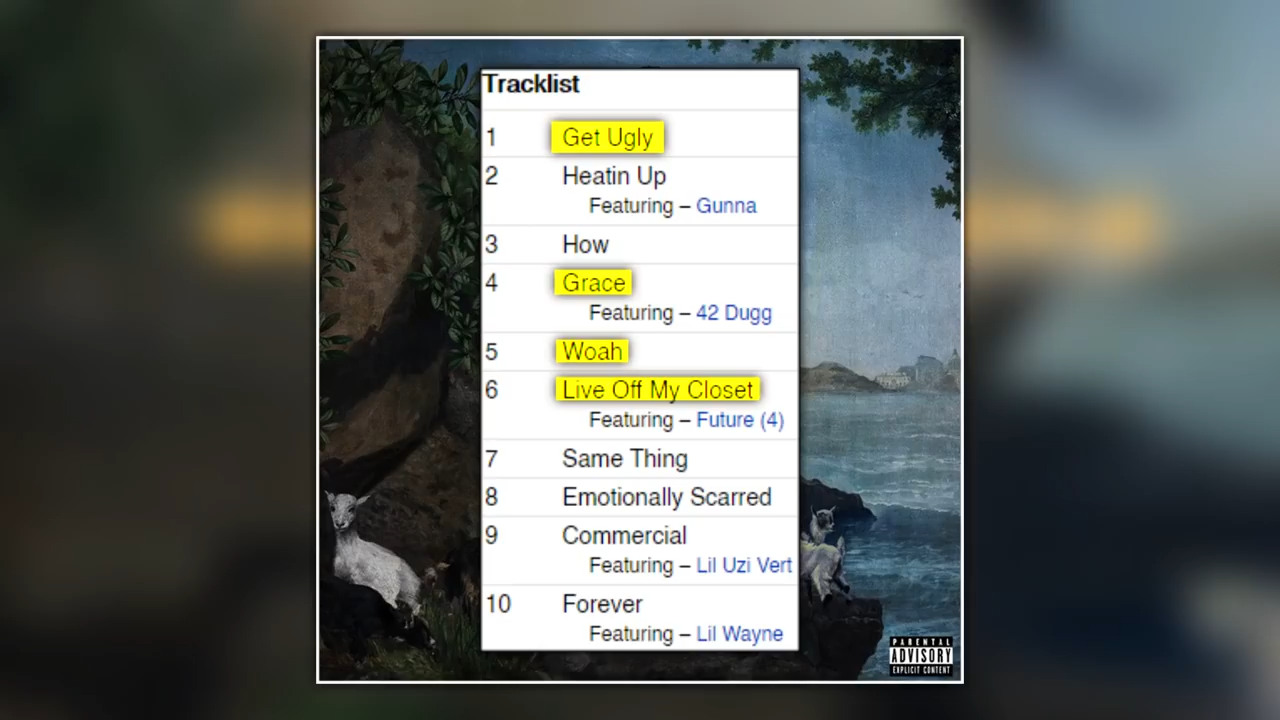 Tracklist
1 Get Ugly
2 Heatin Up
Featuring – Gunna
3 How
4 Grace
Featuring – 42 Dugg
5 Woah
6 Live Off My Closet
Featuring – Future (4)
7 Same Thing
8 Emotionally Scarred
9 Commercial
Featuring – Lil Uzi Vert
10 Forever
Featuring – Lil Wayne
PARENTAL
ADVISORY
EXPLICIT CONTENT